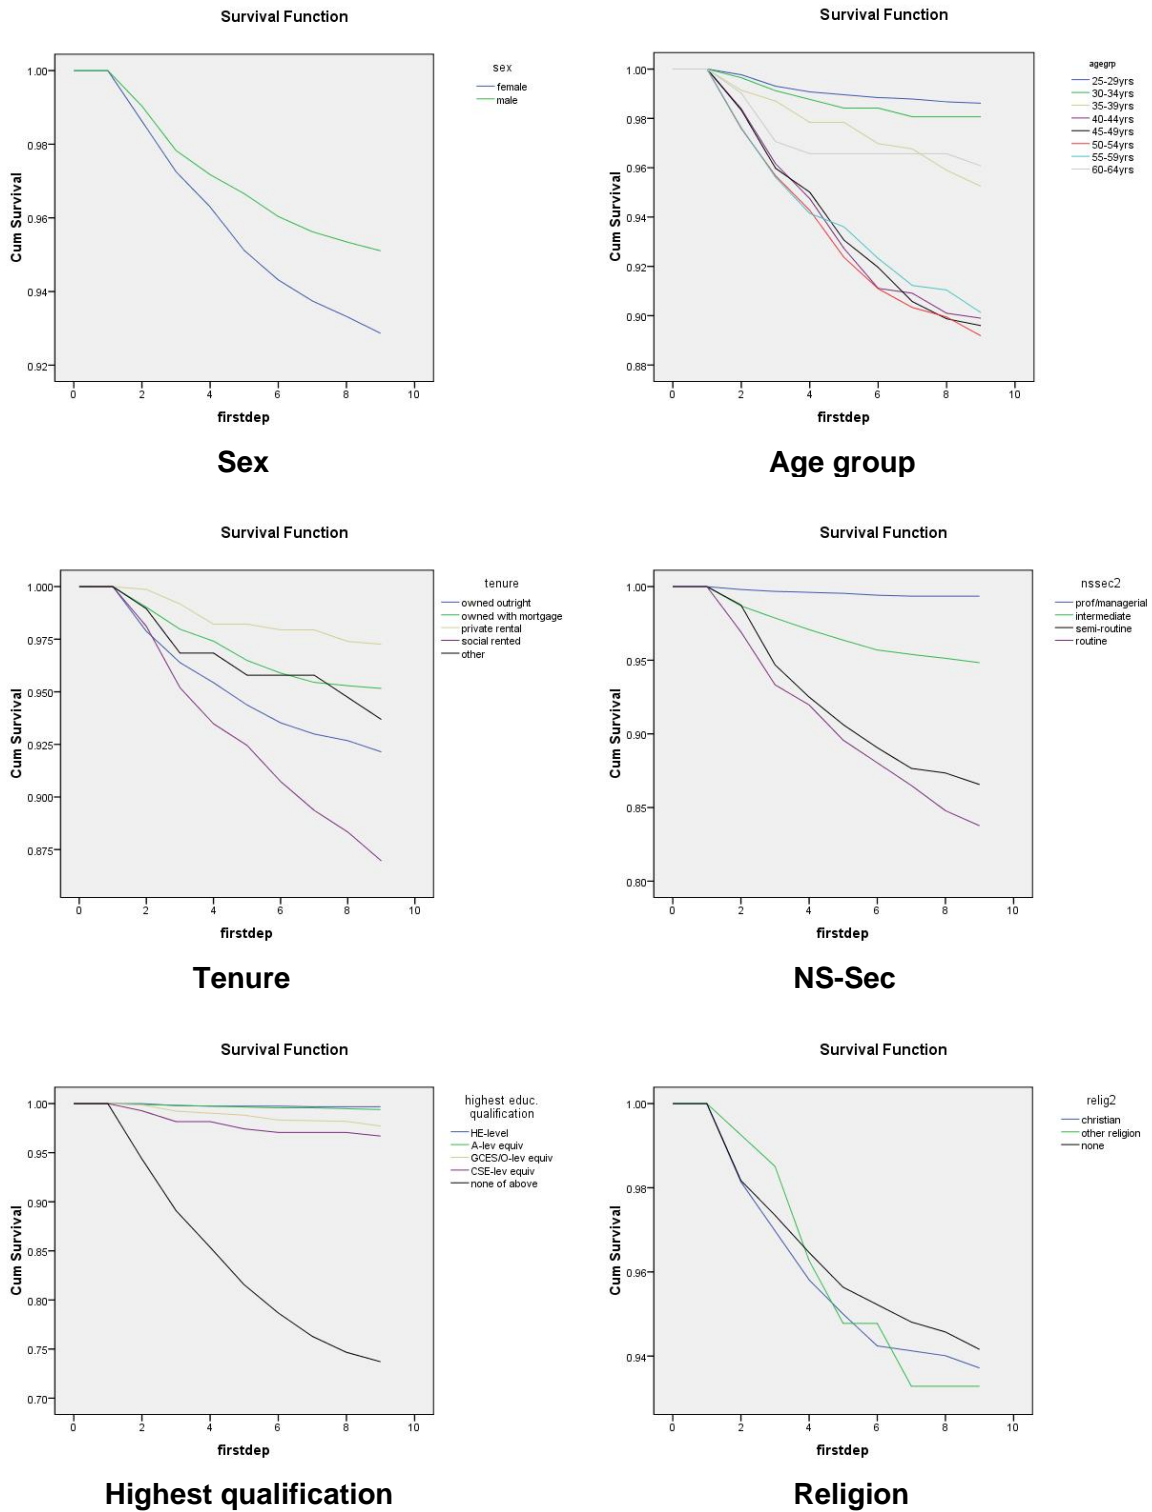 Survival Function
1.00
0.98
0.96
0.94
0.92
Cum Survival
0 2 4 6 8 10
firstdep
sex
female
male
Sex
Survival Function
1.00
0.98
0.96
0.94
0.92
0.90
0.88
Cum Survival
0 2 4 6 8 10
firstdep
agegrp
25-29yrs
30-34yrs
35-39yrs
40-44yrs
45-49yrs
50-54yrs
55-59yrs
60-64yrs
Age group
Survival Function
1.000
0.975
0.950
0.925
0.900
0.875
Cum Survival
0 2 4 6 8 10
firstdep
tenure
owned outright
owned with mortgage
private rental
social rented
other
Tenure
Survival Function
1.00
0.95
0.90
0.85
0.80
Cum Survival
0 2 4 6 8 10
firstdep
nssec2
prof/managerial
intermediate
semi-routine
routine
NS-Sec
Survival Function
1.00
0.95
0.90
0.85
0.80
0.75
0.70
Cum Survival
0 2 4 6 8 10
firstdep
highest educ.
qualification
HE-level
A-lev equiv
GCES/O-lev equiv
CSE-lev equiv
none of above
Highest qualification
Survival Function
1.00
0.98
0.96
0.94
Cum Survival
0 2 4 6 8 10
firstdep
relig2
christian
other religion
none
Religion